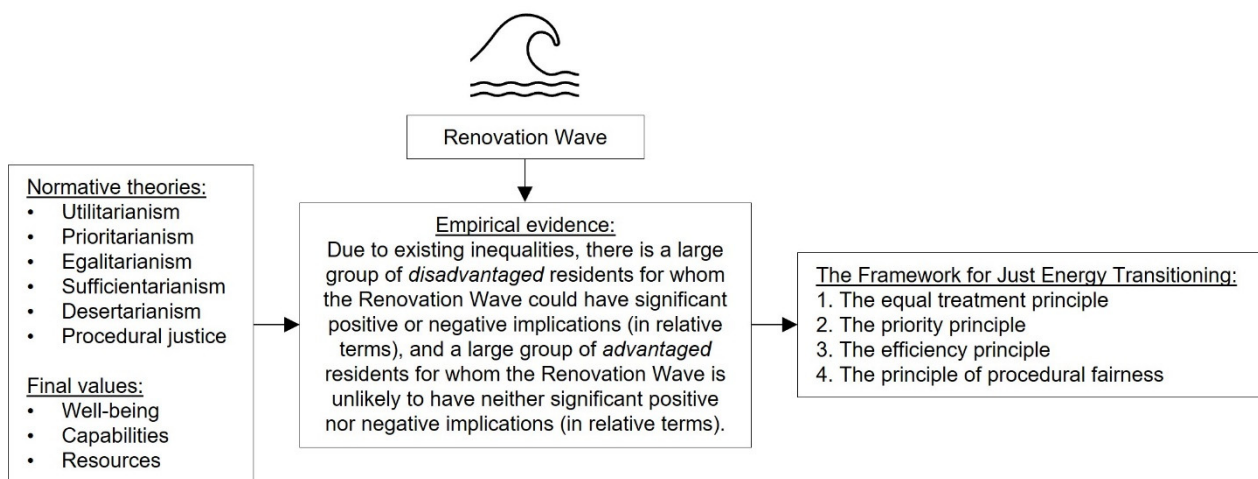 Renovation Wave
Normative theories:
• Utilitarianism
• Prioritarianism
• Egalitarianism
• Sufficientarianism
• Desertarianism
• Procedural justice
Final values:
• Well-being
• Capabilities
• Resources
Empirical evidence:
Due to existing inequalities, there is a large
group of disadvantaged residents for whom
the Renovation Wave could have significant
positive or negative implications (in relative
terms), and a large group of advantaged
residents for whom the Renovation Wave is
unlikely to have neither significant positive
nor negative implications (in relative terms).
The Framework for Just Energy Transitioning:
1. The equal treatment principle
2. The priority principle
3. The efficiency principle
4. The principle of procedural fairness